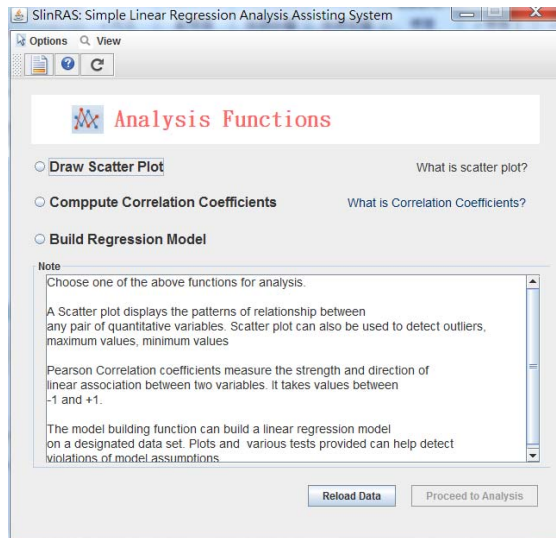 SlinRAS: Simple Linear Regression Analysis Assisting System
Options View
Analysis Functions
Draw Scatter Plot
What is scatter plot?
Comppute Correlation Coefficients
What is Correlation Coefficients?
Build Regression Model
Note
Choose one of the above functions for analysis.
A Scatter plot displays the patterns of relationship between
any pair of quantitative variables. Scatter plot can also be used to detect outliers,
maximum values, minimum values
Pearson Correlation coefficients measure the strength and direction of
linear association between two variables. It takes values between
-1 and +1.
The model building function can build a linear regression model
on a designated data set. Plots and various tests provided can help detect
violations of model assumptions
Reload Data
Proceed to Analysis